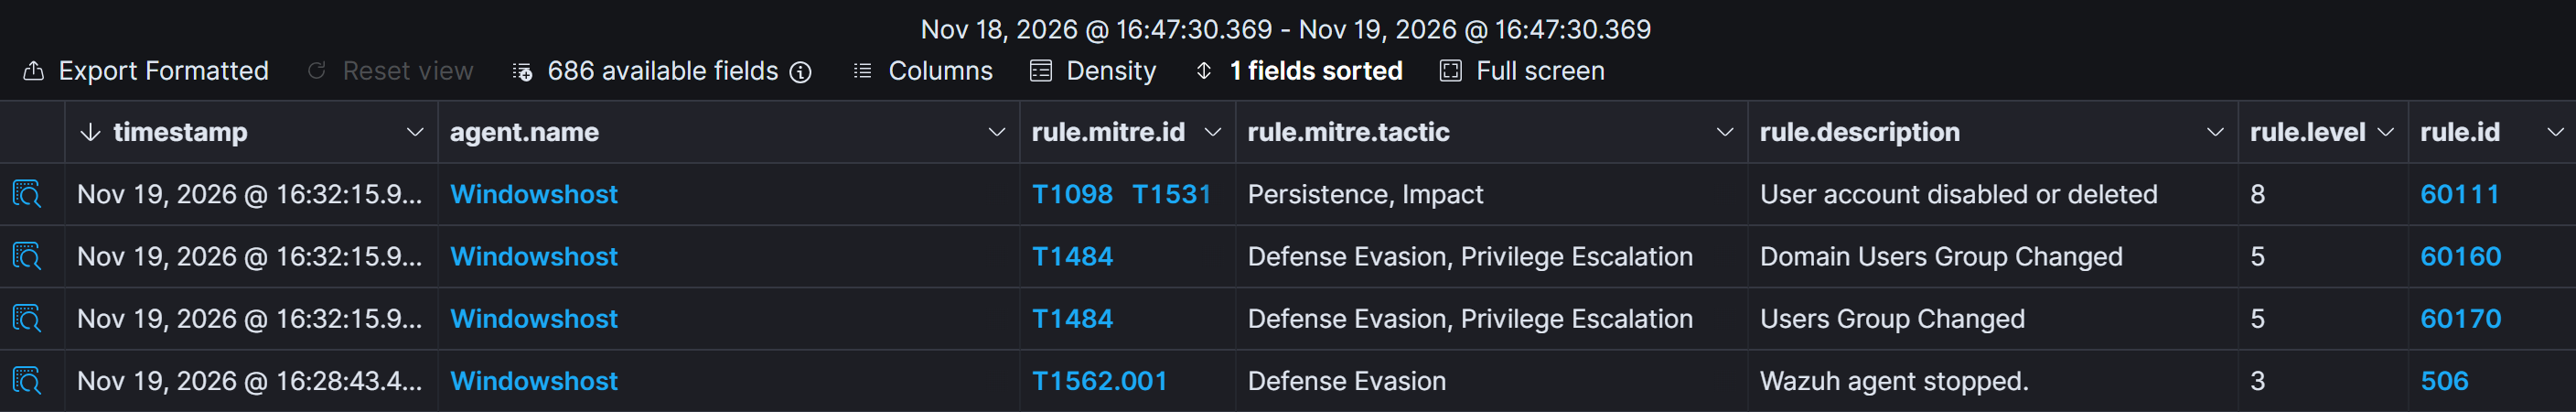 Nov 18, 2026 @ 16:47:30.369 - Nov 19, 2026 @ 16:47:30.369
Export Formatted Reset view 686 available fields Columns Density 1 fields sorted Full screen
timestamp agent.name rule.mitre.id rule.mitre.tactic rule.description rule.level rule.id
Nov 19, 2026 @ 16:32:15.9... Windowshost T1098 T1531 Persistence, Impact User account disabled or deleted 8 60111
Nov 19, 2026 @ 16:32:15.9... Windowshost T1484 Defense Evasion, Privilege Escalation Domain Users Group Changed 5 60160
Nov 19, 2026 @ 16:32:15.9... Windowshost T1484 Defense Evasion, Privilege Escalation Users Group Changed 5 60170
Nov 19, 2026 @ 16:28:43.4... Windowshost T1562.001 Defense Evasion Wazuh agent stopped. 3 506